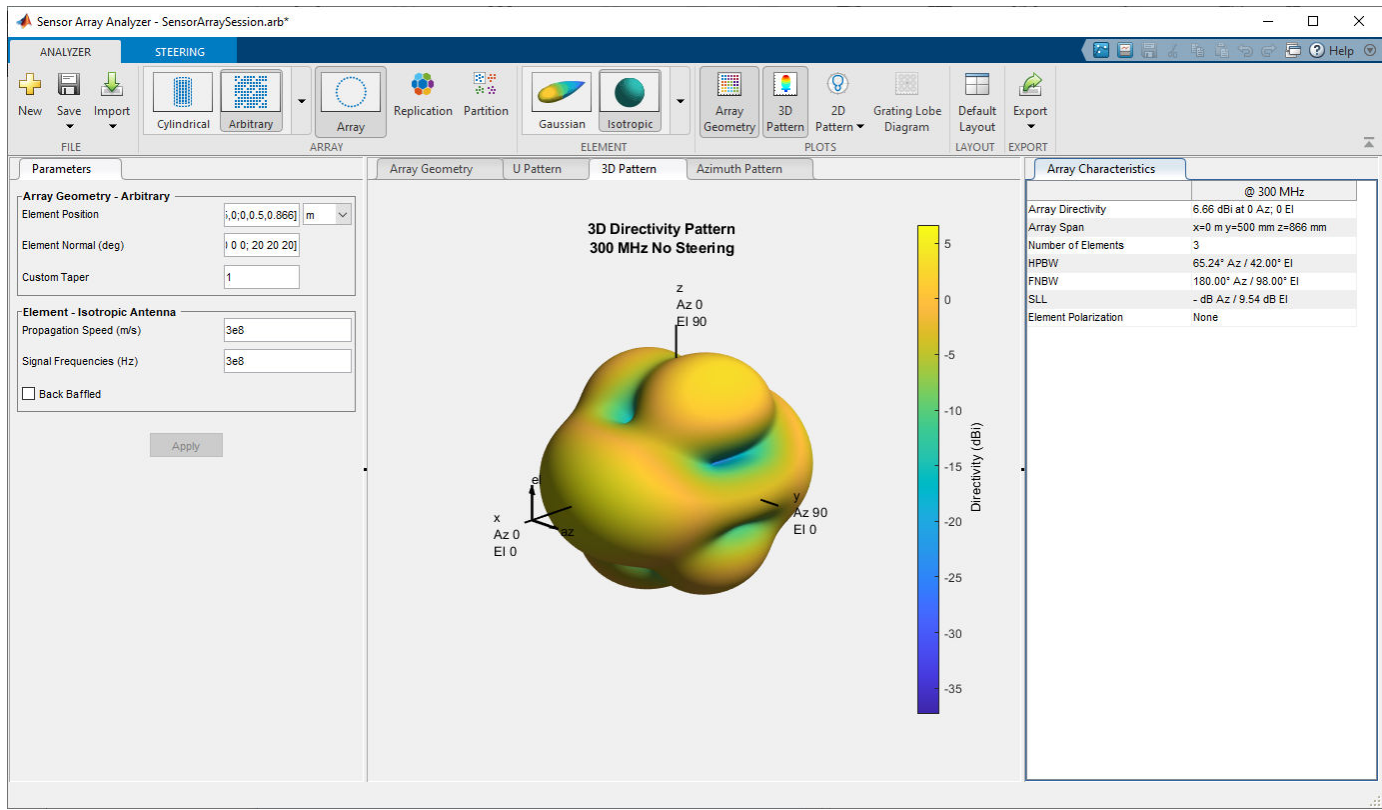 Sensor Array Analyzer - SensorArraySession.arb*
ANALYZER STEERING Help
New Save Import Cylindrical Arbitrary Array Replication Partition Gaussian Isotropic Array Geometry 3D Pattern 2D Pattern Grating Lobe Diagram Default Layout Export
FILE ARRAY ELEMENT PLOTS LAYOUT EXPORT
Parameters
Array Geometry - Arbitrary
Element Position ,0;0,0.5,0.866] m
Element Normal (deg) 0 0; 20 20 20]
Custom Taper 1
Element - Isotropic Antenna
Propagation Speed (m/s) 3e8
Signal Frequencies (Hz) 3e8
Back Baffled
Apply
Array Geometry U Pattern 3D Pattern Azimuth Pattern
3D Directivity Pattern
300 MHz No Steering
z
Az 0
El 90
el
x
Az 0
El 0
az
y
Az 90
El 0
5
0
-5
-10
-15
-20
-25
-30
-35
Directivity (dBi)
Array Characteristics
@ 300 MHz
Array Directivity 6.66 dBi at 0 Az; 0 El
Array Span x=0 m y=500 mm z=866 mm
Number of Elements 3
HPBW 65.24° Az / 42.00° El
FNBW 180.00° Az / 98.00° El
SLL - dB Az / 9.54 dB El
Element Polarization None